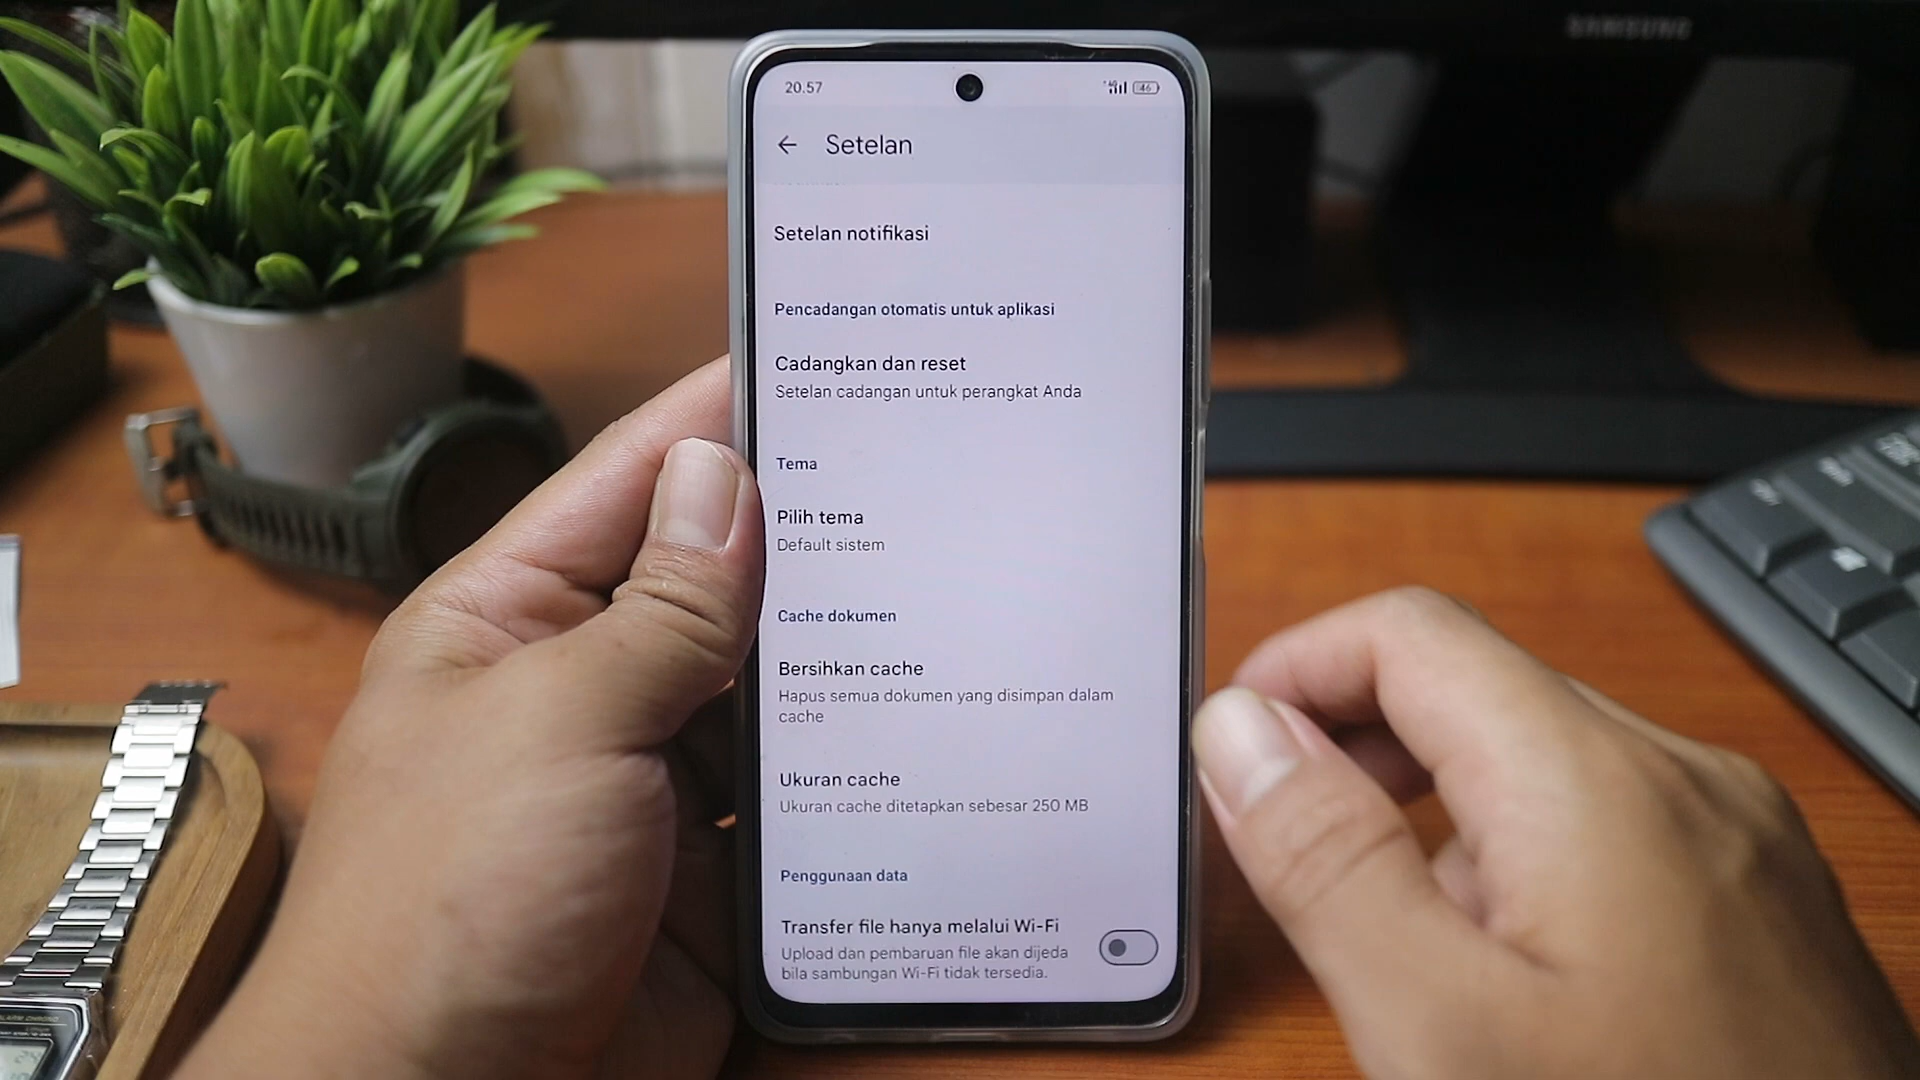 SAMSUNG
20.57
46
Setelan
Setelan notifikasi
Pencadangan otomatis untuk aplikasi
Cadangkan dan reset
Setelan cadangan untuk perangkat Anda
Tema
Pilih tema
Default sistem
Cache dokumen
Bersihkan cache
Hapus semua dokumen yang disimpan dalam
cache
Ukuran cache
Ukuran cache ditetapkan sebesar 250 MB
Penggunaan data
Transfer file hanya melalui Wi-Fi
Upload dan pembaruan file akan dijeda
bila sambungan Wi-Fi tidak tersedia.